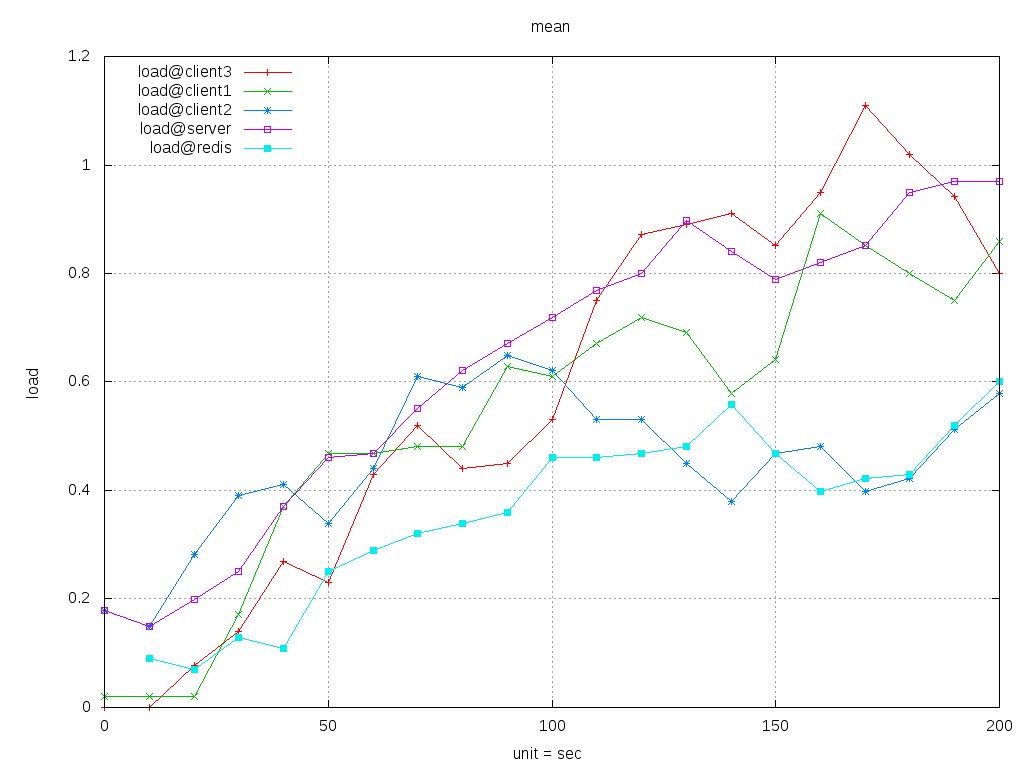 mean
1.2
1
0.8
0.6
0.4
0.2
0
load
load@client3
load@client1
load@client2
load@server
load@redis
0 50 100 150 200
unit = sec